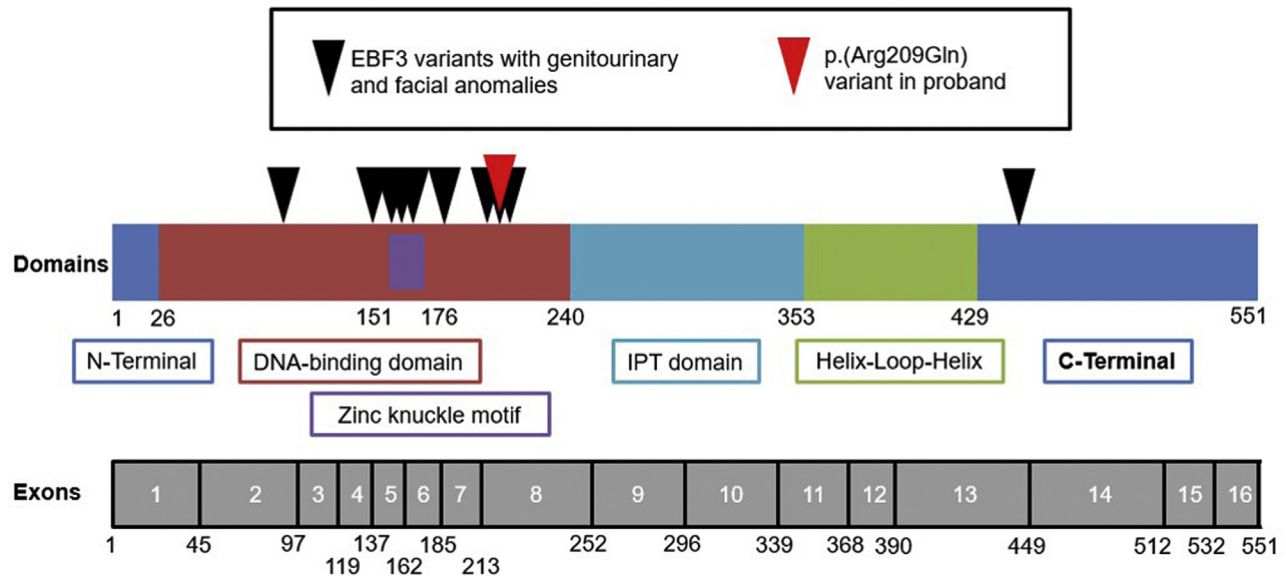 EBF3 variants with genitourinary
and facial anomalies
p.(Arg209Gln)
variant in proband
Domains
1 26 151 176 240 353 429 551
N-Terminal DNA-binding domain IPT domain Helix-Loop-Helix C-Terminal
Zinc knuckle motif
Exons
1 2 3 4 5 6 7 8 9 10 11 12 13 14 15 16
1 45 97 137 185 252 296 339 368 390 449 512 532 551
119 162 213